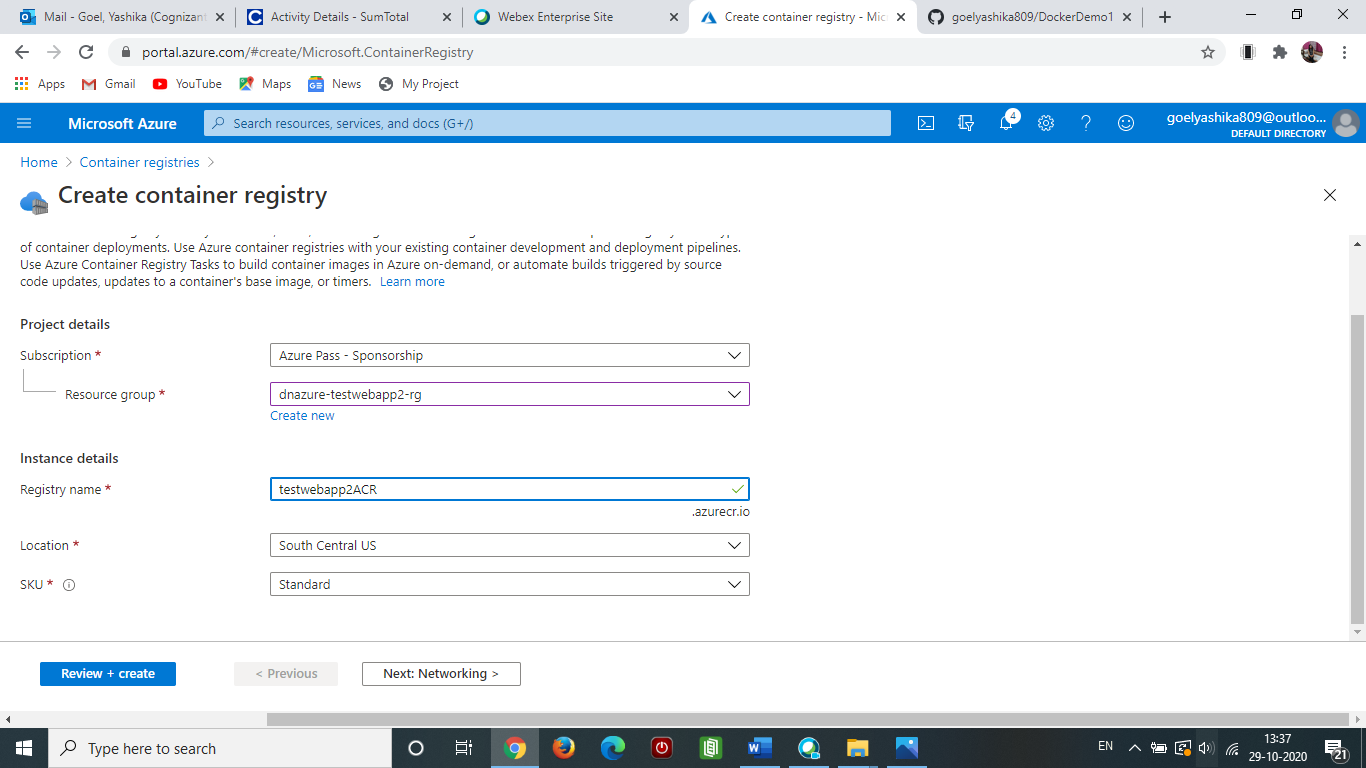 Mail - Goel, Yashika (Cognizant
Activity Details - SumTotal
Webex Enterprise Site
Create container registry - Mic
goelyashika809/DockerDemo1
portal.azure.com/#create/Microsoft.ContainerRegistry
Apps
Gmail
YouTube
Maps
News
My Project
Microsoft Azure
Search resources, services, and docs (G+/)
4
goelyashika809@outloo...
DEFAULT DIRECTORY
Home > Container registries >
Create container registry
of container deployments. Use Azure container registries with your existing container development and deployment pipelines.
Use Azure Container Registry Tasks to build container images in Azure on-demand, or automate builds triggered by source
code updates, updates to a container's base image, or timers. Learn more
Project details
Subscription *
Azure Pass - Sponsorship
Resource group *
dnazure-testwebapp2-rg
Create new
Instance details
Registry name *
testwebapp2ACR
.azurecr.io
Location *
South Central US
SKU *
Standard
Review + create
< Previous
Next: Networking >
Type here to search
EN
13:37
29-10-2020
21